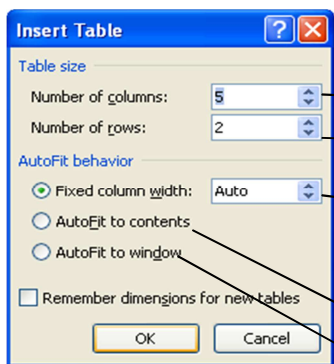 Insert Table
Table size
Number of columns: 5
Number of rows: 2
AutoFit behavior
Fixed column width: Auto
AutoFit to contents
AutoFit to window
Remember dimensions for new tables
OK Cancel